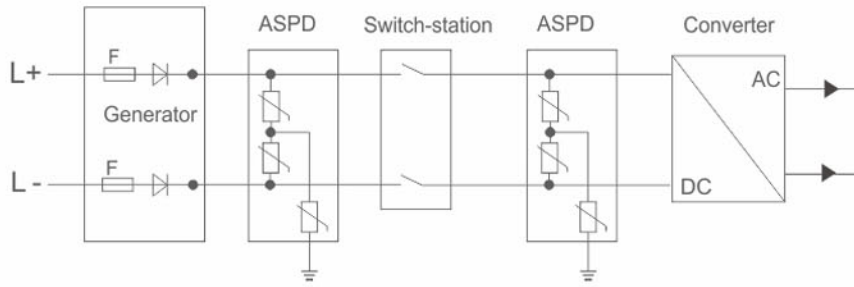 ASPD
Switch-station
ASPD
Converter
L+
F
AC
Generator
F
L -
DC